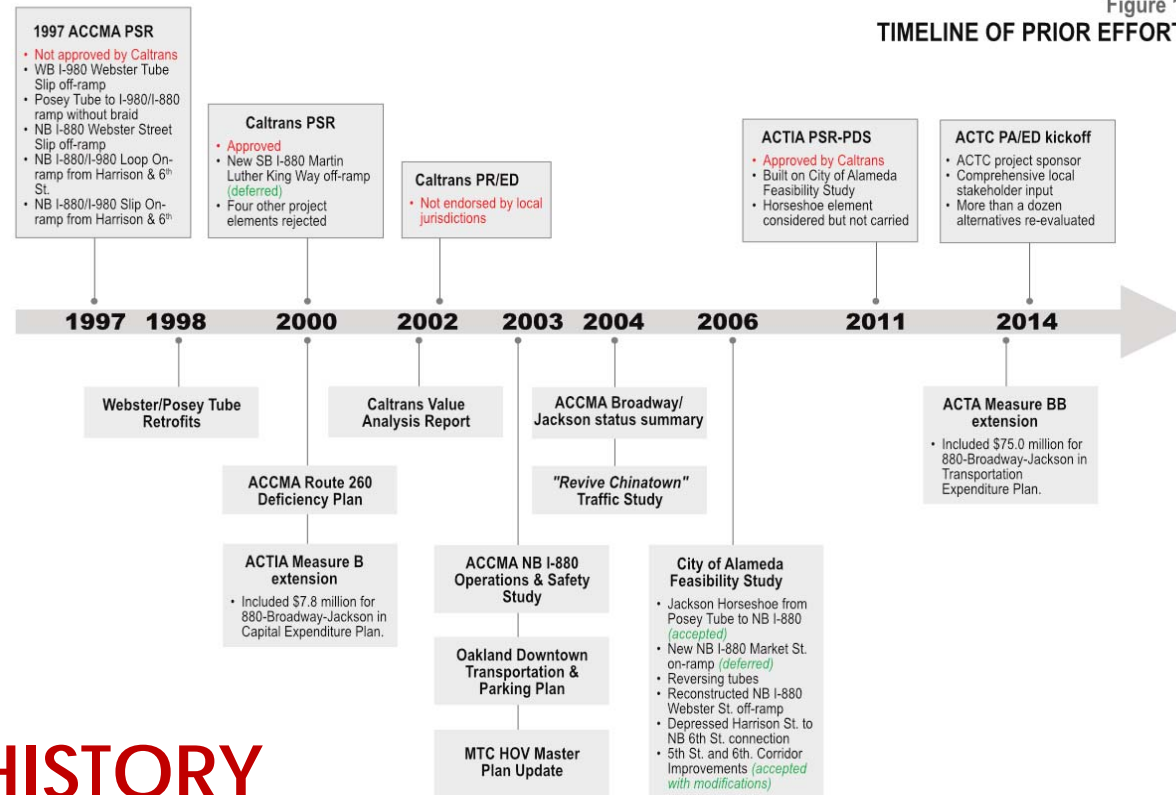 Figure 1
TIMELINE OF PRIOR EFFORT
1997 ACCMA PSR
• Not approved by Caltrans
• WB I-980 Webster Tube
Slip off-ramp
• Posey Tube to I-980/I-880
ramp without braid
• NB I-880 Webster Street
Slip off-ramp
• NB I-880/I-980 Loop On-
ramp from Harrison & 6th
St.
• NB I-880/I-980 Slip On-
ramp from Harrison & 6th
Caltrans PSR
• Approved
• New SB I-880 Martin
Luther King Way off-ramp
(deferred)
• Four other project
elements rejected
Caltrans PR/ED
• Not endorsed by local
jurisdictions
ACTIA PSR-PDS
• Approved by Caltrans
• Built on City of Alameda
Feasibility Study
• Horseshoe element
considered but not carried
ACTC PA/ED kickoff
• ACTC project sponsor
• Comprehensive local
stakeholder input
• More than a dozen
alternatives re-evaluated
1997 1998 2000 2002 2003 2004 2006 2011 2014
Webster/Posey Tube
Retrofits
ACCMA Route 260
Deficiency Plan
ACTIA Measure B
extension
• Included $7.8 million for
880-Broadway-Jackson in
Capital Expenditure Plan.
Caltrans Value
Analysis Report
ACCMA NB I-880
Operations & Safety
Study
Oakland Downtown
Transportation &
Parking Plan
MTC HOV Master
Plan Update
ACCMA Broadway/
Jackson status summary
"Revive Chinatown"
Traffic Study
City of Alameda
Feasibility Study
• Jackson Horseshoe from
Posey Tube to NB I-880
(accepted)
• New NB I-880 Market St.
on-ramp (deferred)
• Reversing tubes
• Reconstructed NB I-880
Webster St. off-ramp
• Depressed Harrison St. to
NB 6th St. connection
• 5th St. and 6th. Corridor
Improvements (accepted
with modifications)
ACTA Measure BB
extension
• Included $75.0 million for
880-Broadway-Jackson in
Transportation
Expenditure Plan.
HISTORY